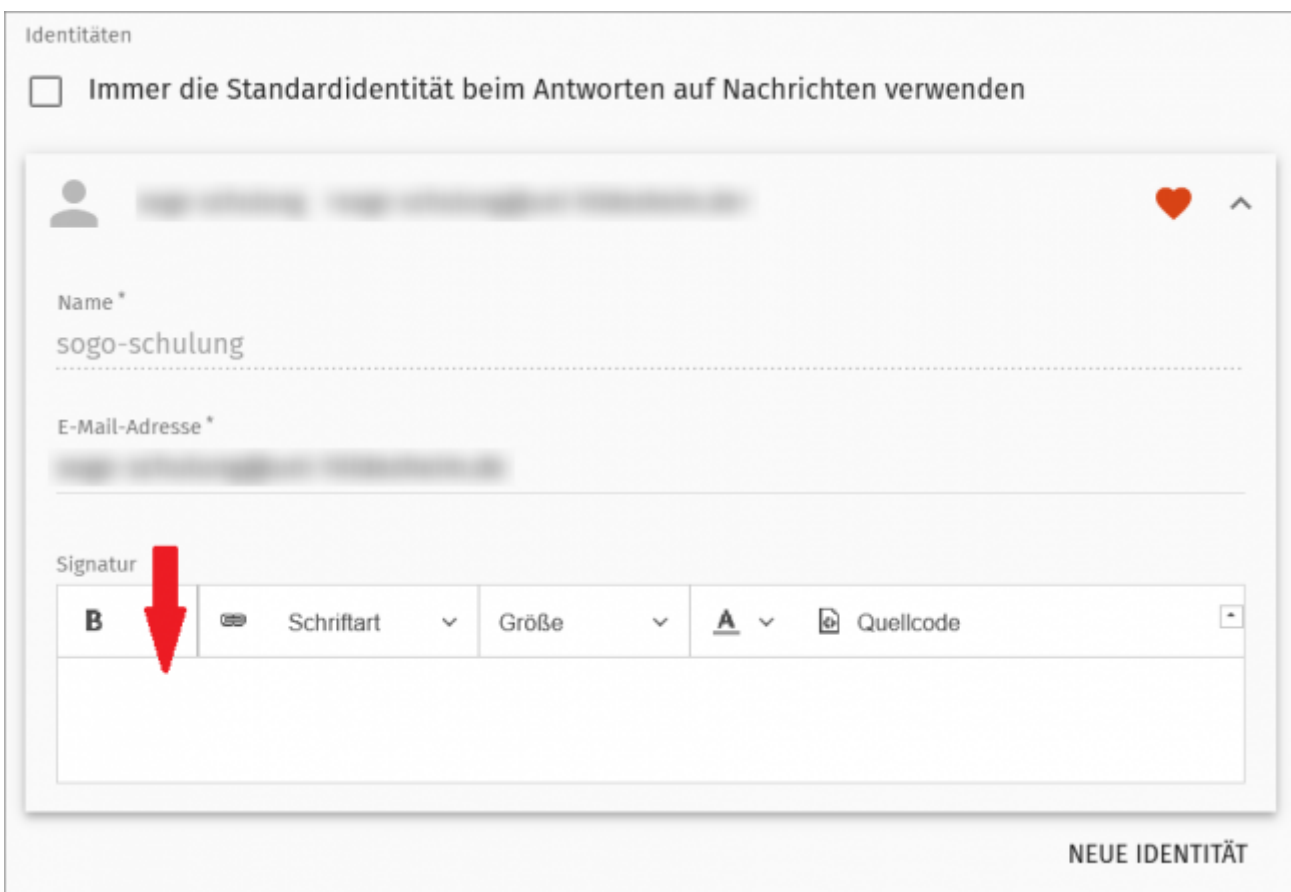 Identitäten
Immer die Standardidentität beim Antworten auf Nachrichten verwenden
Name *
sogo-schulung
E-Mail-Adresse *
Signatur
B Schriftart Größe A Quellcode
NEUE IDENTITÄT